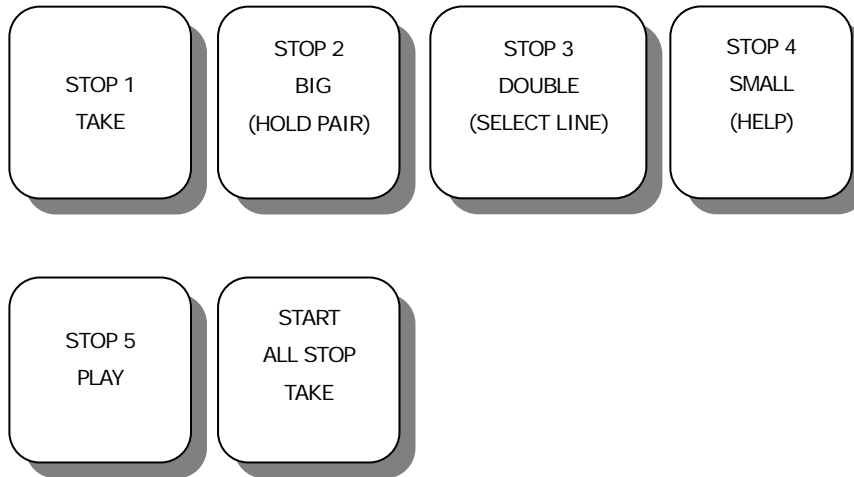 STOP 1
TAKE
STOP 2
BIG
(HOLD PAIR)
STOP 3
DOUBLE
(SELECT LINE)
STOP 4
SMALL
(HELP)
STOP 5
PLAY
START
ALL STOP
TAKE